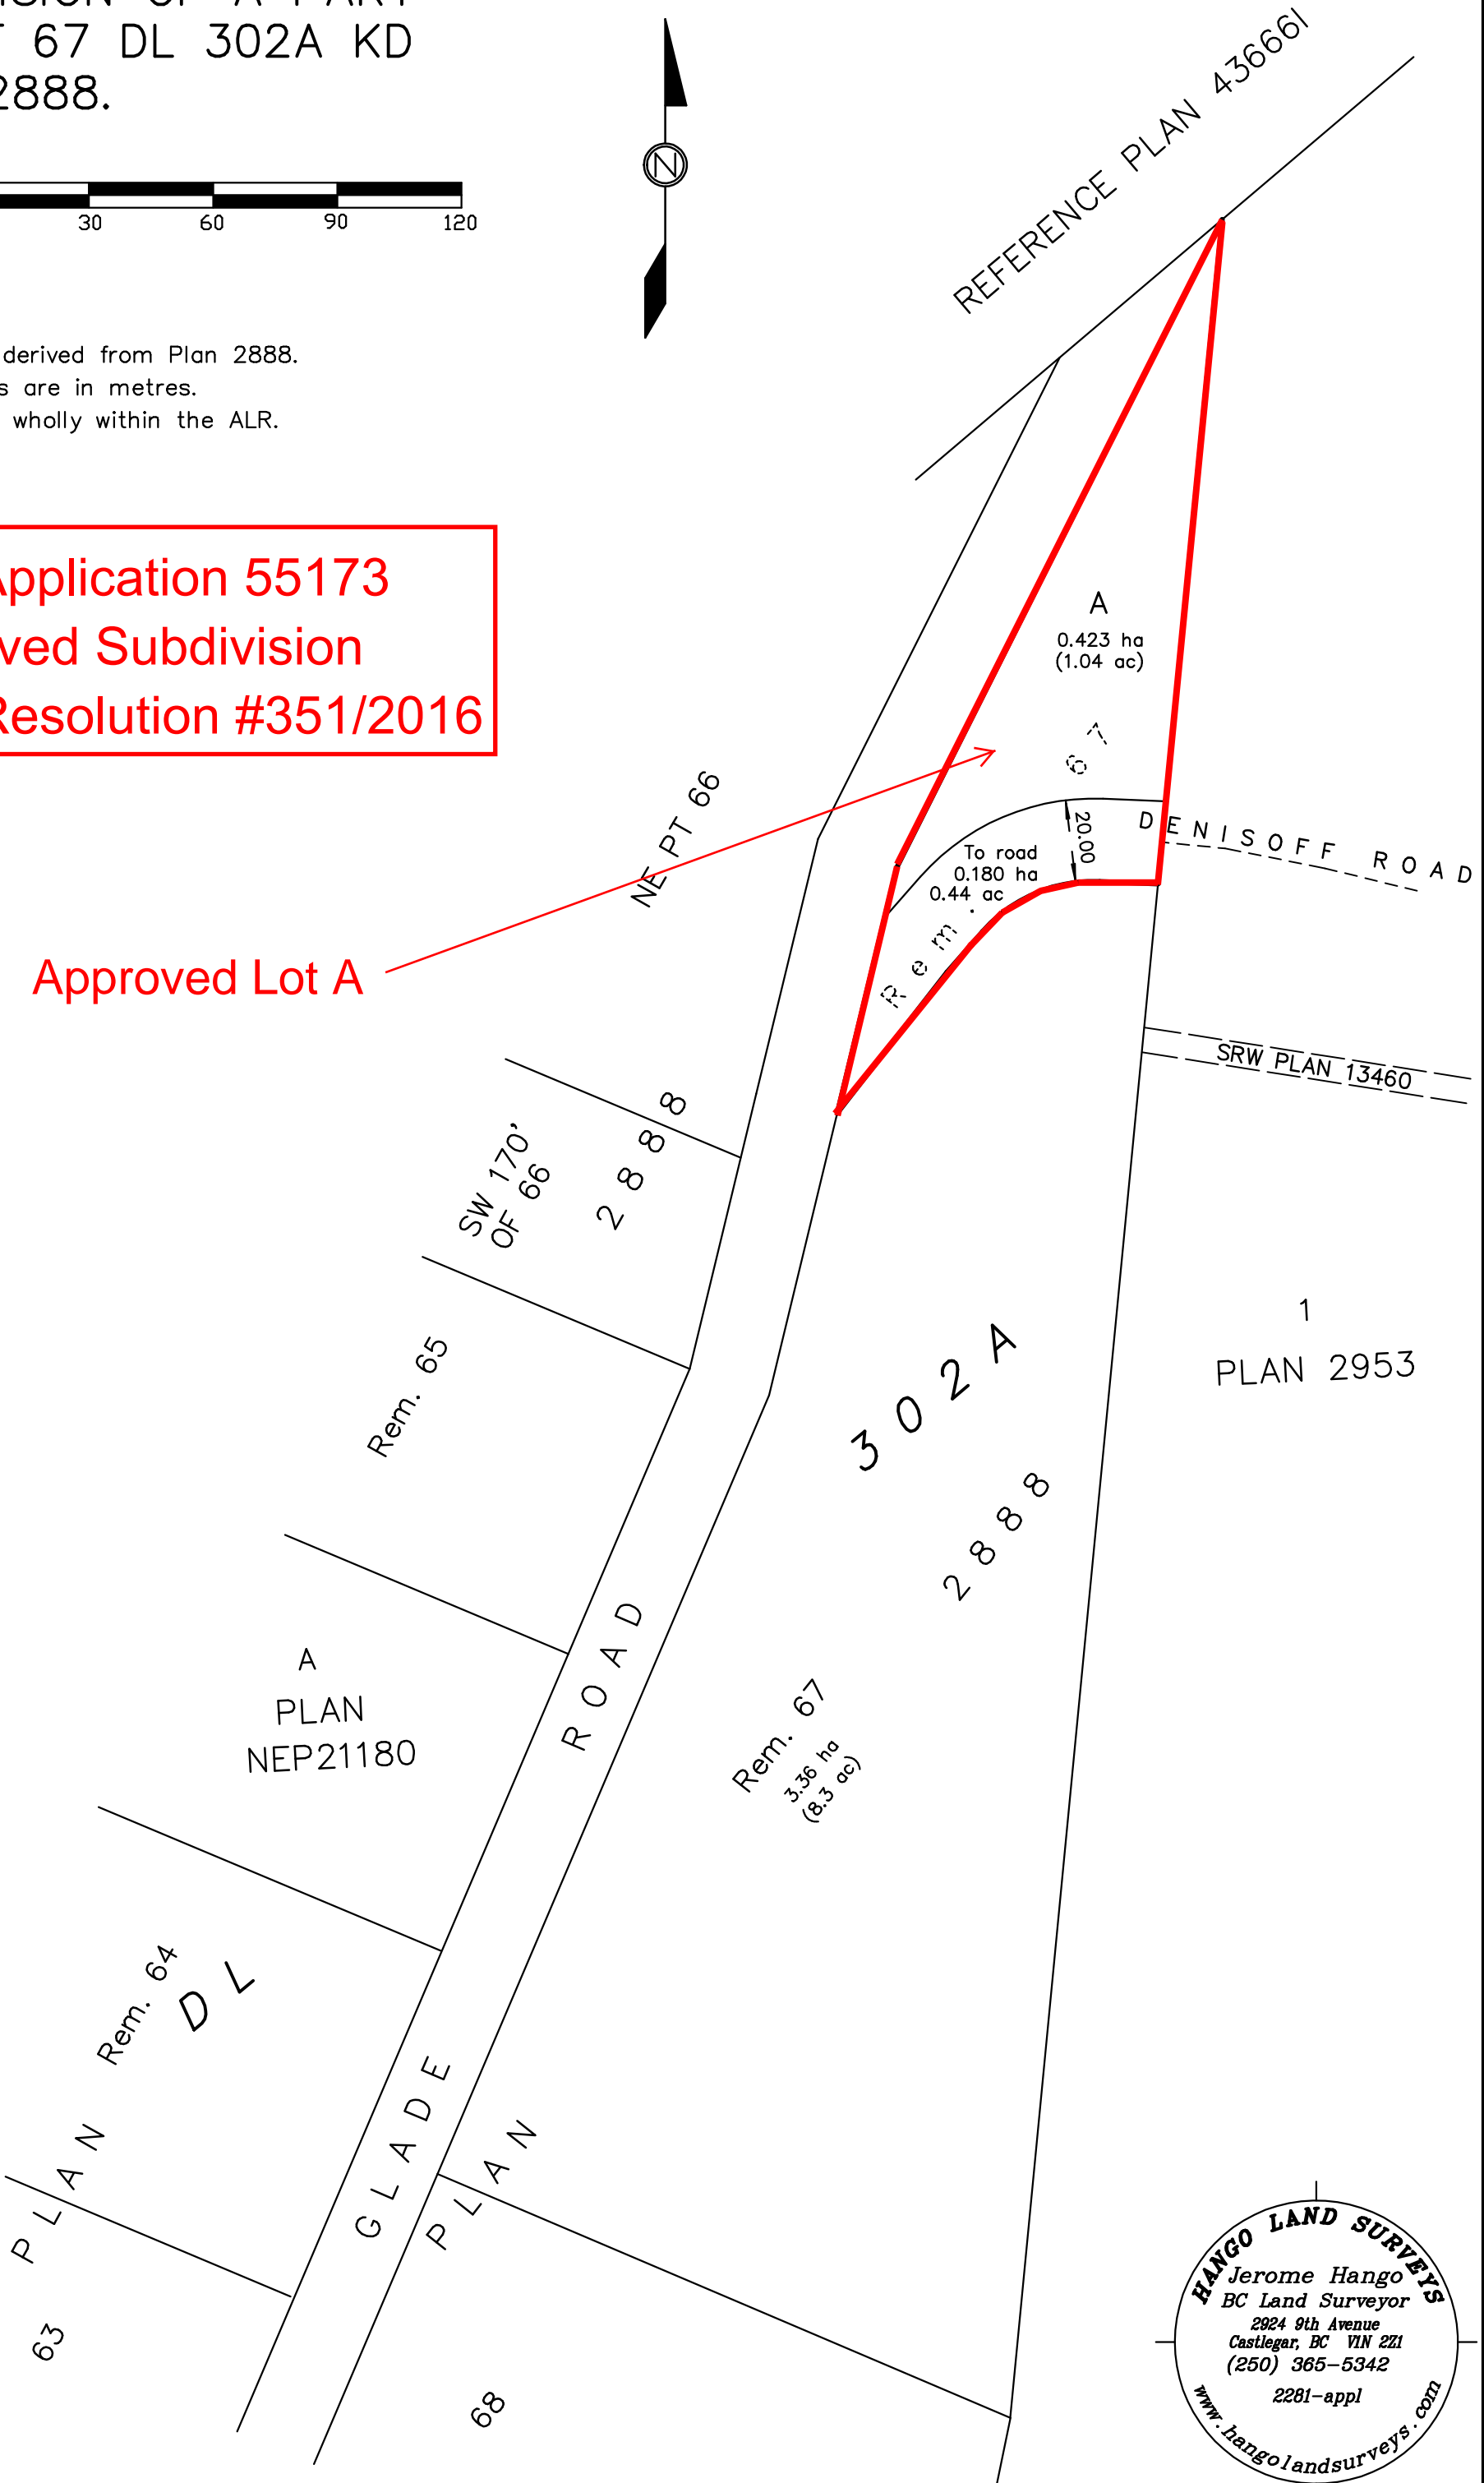 ISION OF A PART
67 DL 302A KD
2888.
30 60 90 120
N
derived from Plan 2888.
s are in metres.
wholly within the ALR.
Application 55173
ved Subdivision
Resolution #351/2016
REFERENCE PLAN 43666I
A
0.423 ha
(1.04 ac)
67
20.00
DENISOFF ROAD
To road
0.180 ha
0.44 ac
Rem.
NE PT 66
Approved Lot A
SRW PLAN 13460
SW 170'
OF 66
2888
Rem. 65
302A
2888
1
PLAN 2953
A
PLAN
NEP21180
ROAD
Rem. 67
3.36 ha
(8.3 ac)
Rem. 64
DL
PLAN
GLADE
PLAN
63
68
HANGO LAND SURVEYS
Jerome Hango
BC Land Surveyor
2924 9th Avenue
Castlegar, BC V1N 2Z1
(250) 365-5342
2281-appl
www.hangolandsurveys.com